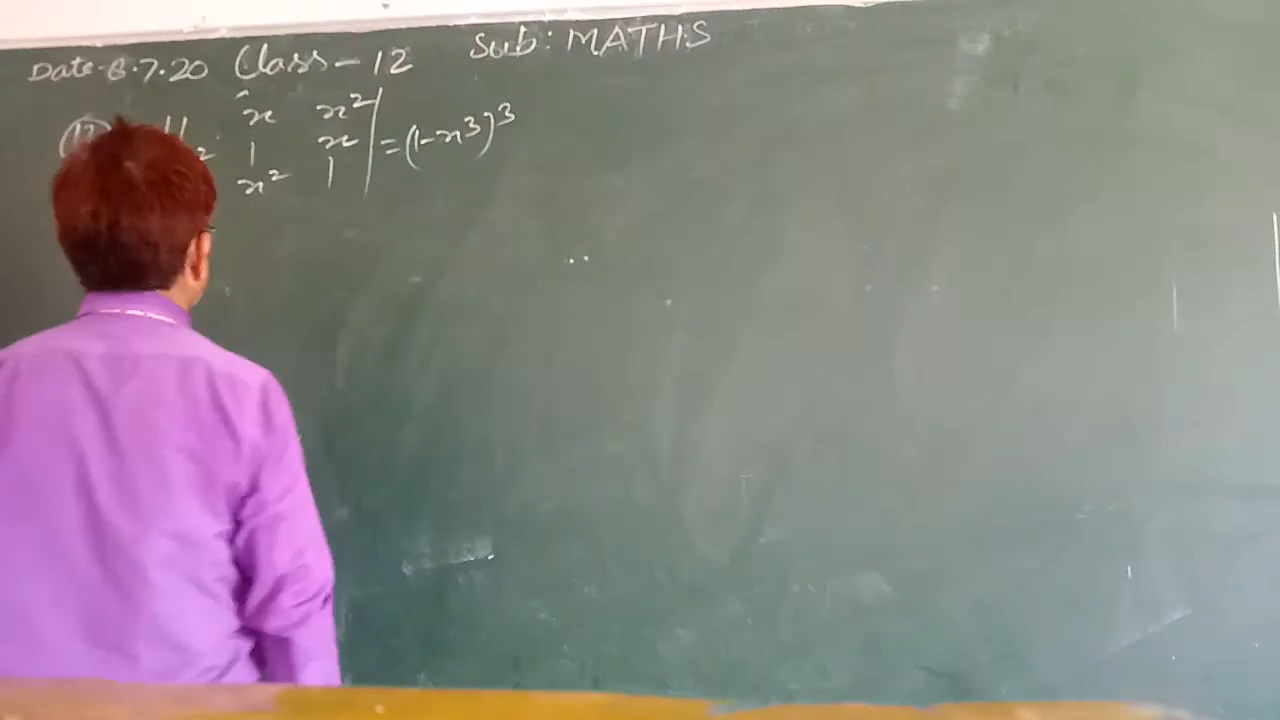 Date-6.7.20 Class-12 Sub: MATHS
x x²|
1 x | =(1-x³)³
x² 1